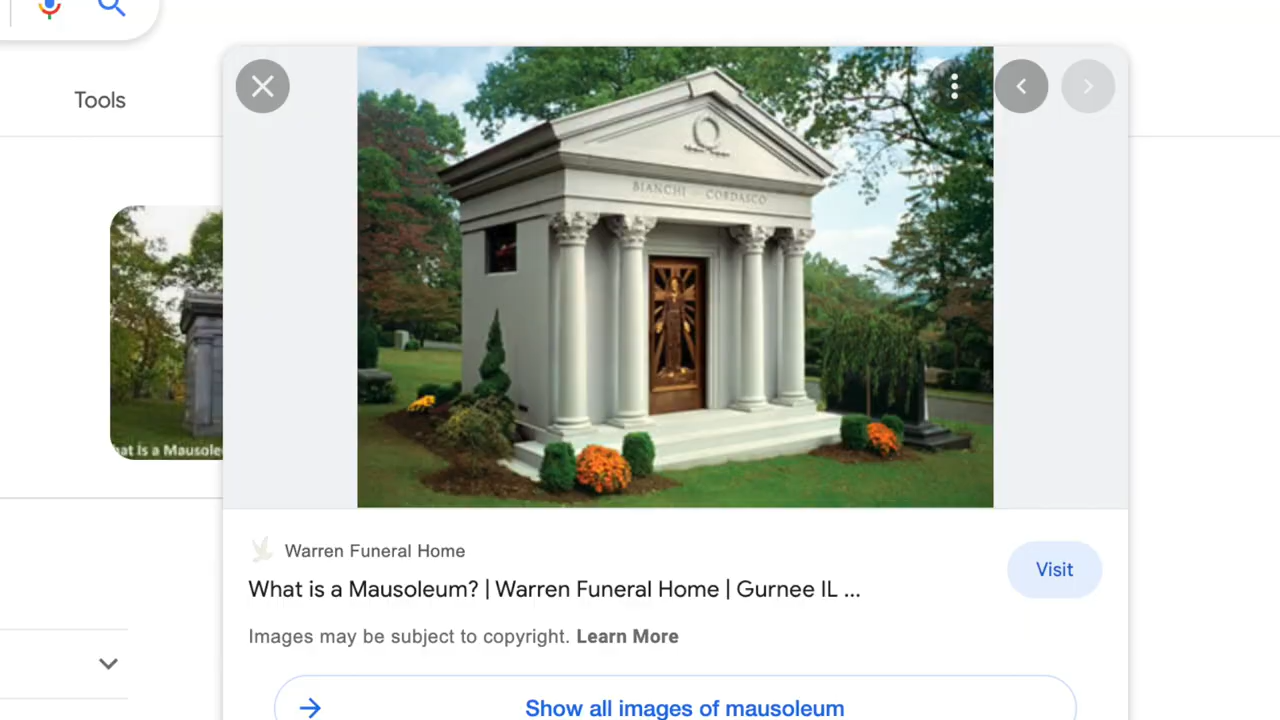 Tools
BIANCHI CORDASCO
What is a Mausole
Warren Funeral Home
What is a Mausoleum? | Warren Funeral Home | Gurnee IL ...
Visit
Images may be subject to copyright. Learn More
Show all images of mausoleum